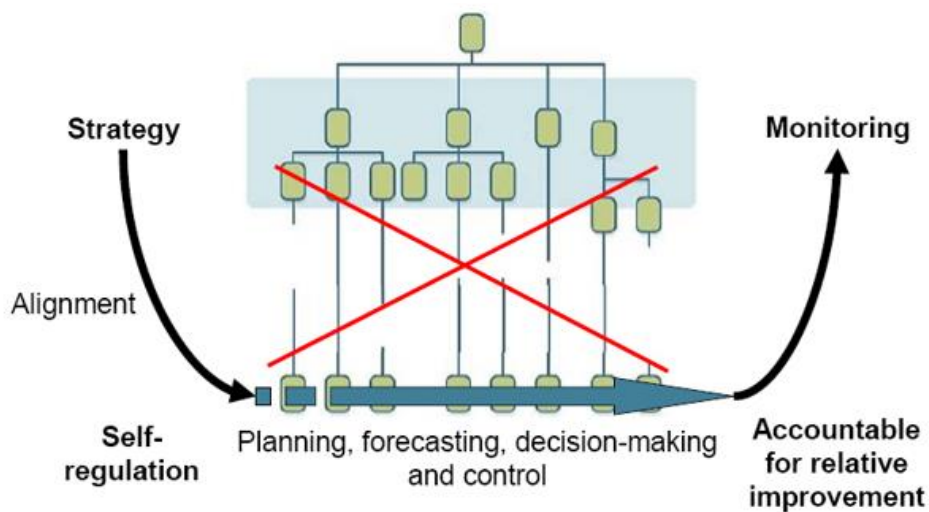 Strategy
Monitoring
Alignment
Self-
regulation
Planning, forecasting, decision-making
and control
Accountable
for relative
improvement